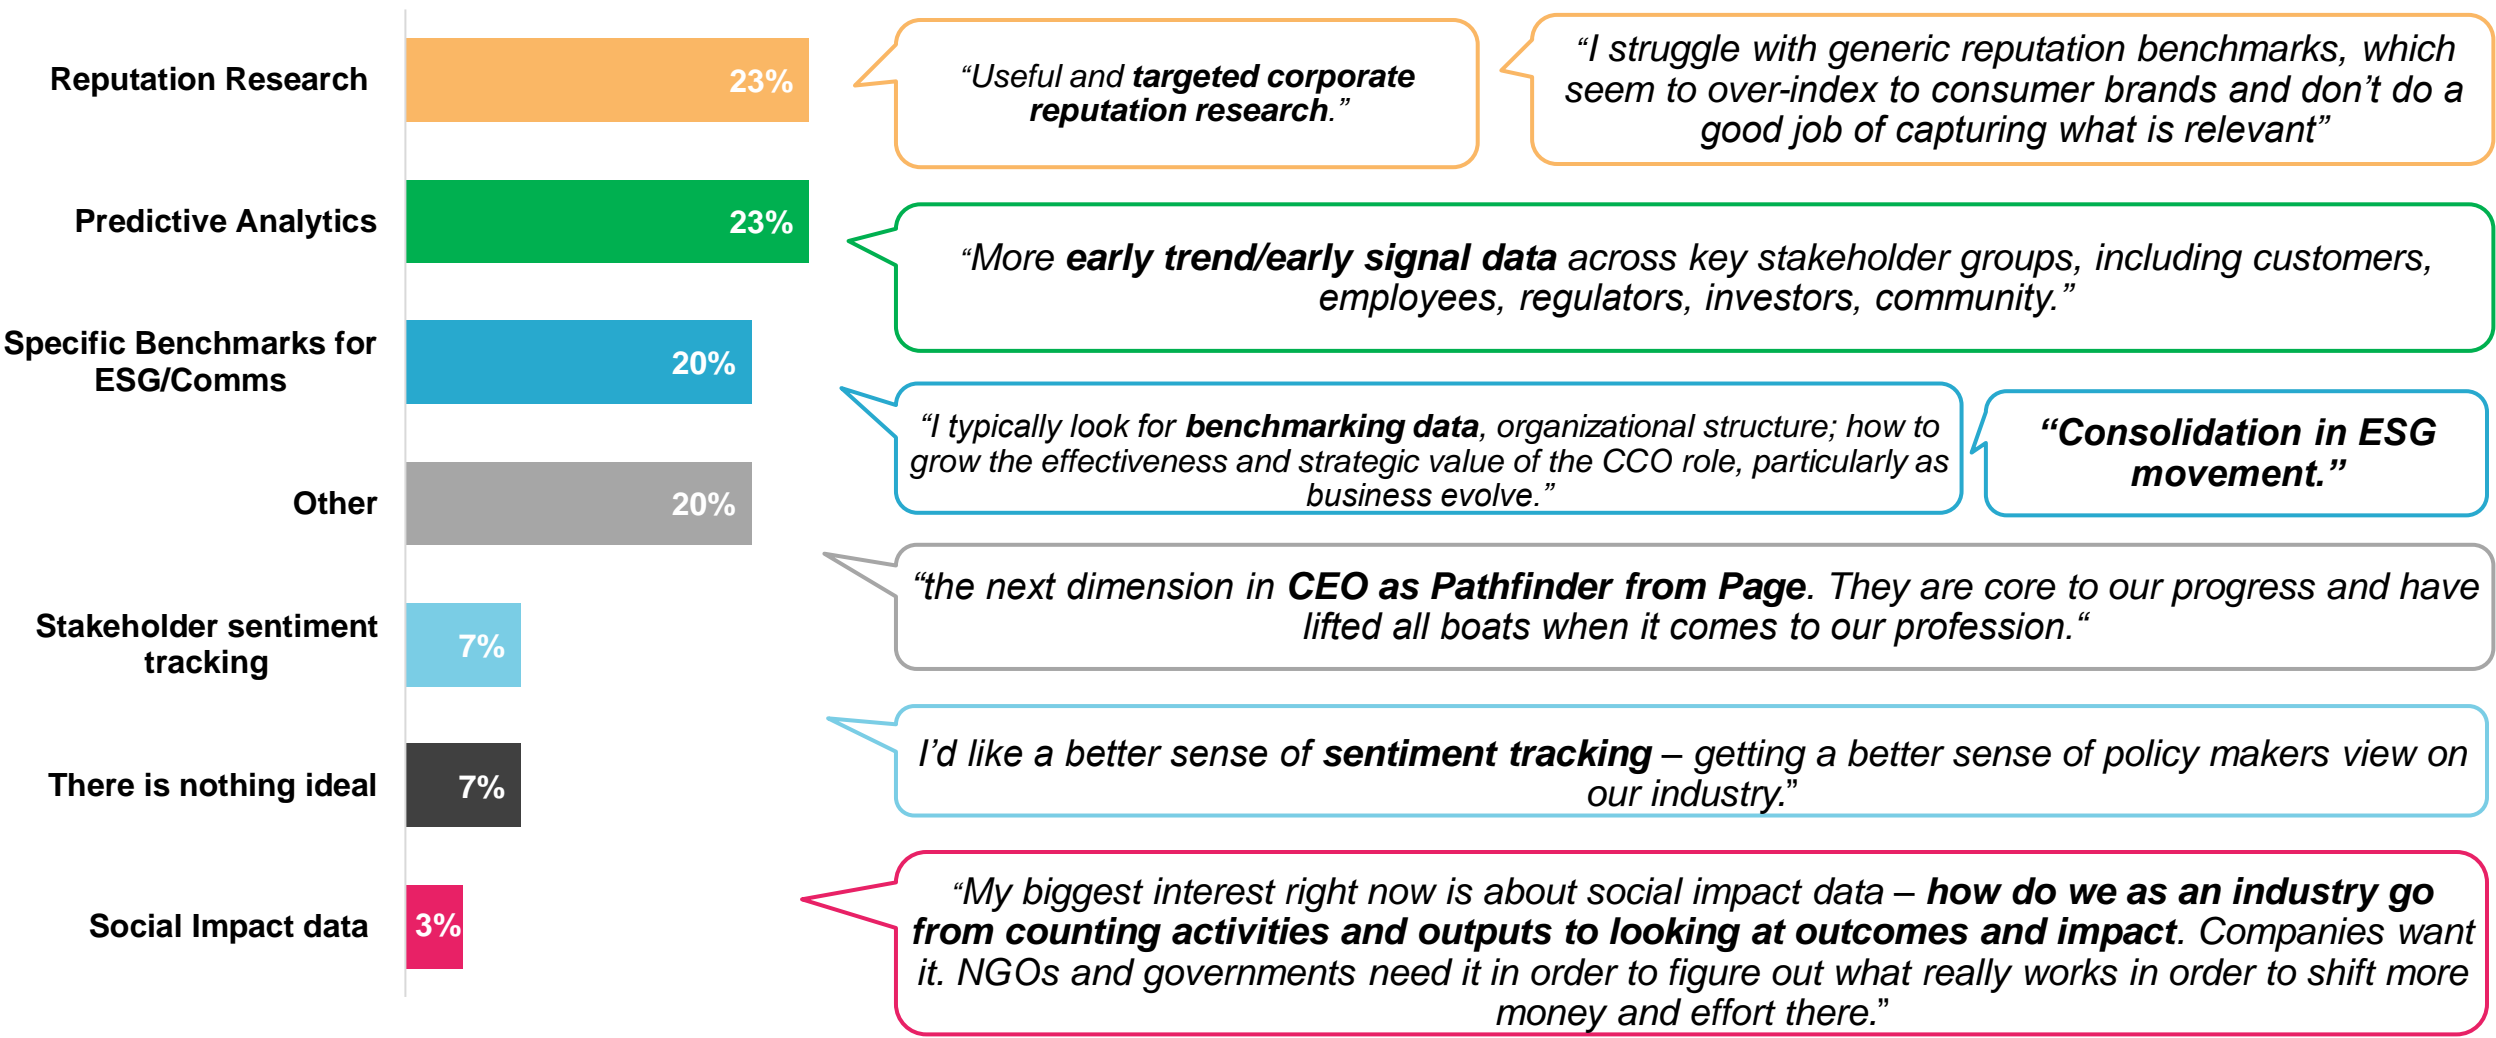 Reputation Research
23%
“Useful and targeted corporate
reputation research.”
“I struggle with generic reputation benchmarks, which
seem to over-index to consumer brands and don’t do a
good job of capturing what is relevant”
Predictive Analytics
23%
“More early trend/early signal data across key stakeholder groups, including customers,
employees, regulators, investors, community.”
Specific Benchmarks for
ESG/Comms
20%
“I typically look for benchmarking data, organizational structure; how to
grow the effectiveness and strategic value of the CCO role, particularly as
business evolve.”
“Consolidation in ESG
movement.”
Other
20%
“the next dimension in CEO as Pathfinder from Page. They are core to our progress and have
lifted all boats when it comes to our profession.“
Stakeholder sentiment
tracking
7%
I’d like a better sense of sentiment tracking – getting a better sense of policy makers view on
our industry.”
There is nothing ideal
7%
Social Impact data
3%
“My biggest interest right now is about social impact data – how do we as an industry go
from counting activities and outputs to looking at outcomes and impact. Companies want
it. NGOs and governments need it in order to figure out what really works in order to shift more
money and effort there.”